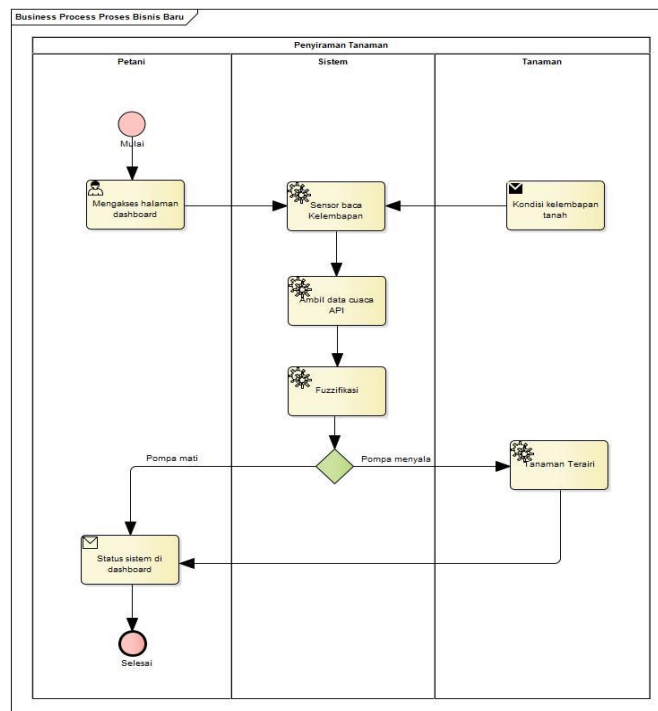 Business Process Proses Bisnis Baru
Penyiraman Tanaman
Petani
Sistem
Tanaman
Mulai
Mengakses halaman
dashboard
Sensor baca
Kelembapan
Kondisi kelembapan
tanah
Ambil data cuaca
API
Fuzzifikasi
Pompa mati
Pompa menyala
Tanaman Terairi
Status sistem di
dashboard
Selesai